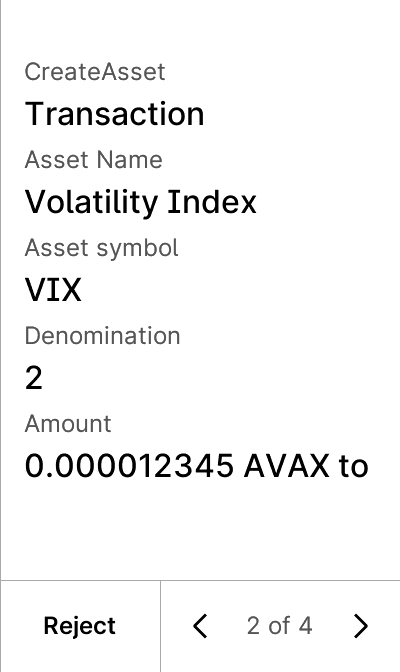 CreateAsset
Transaction
Asset Name
Volatility Index
Asset symbol
VIX
Denomination
2
Amount
0.000012345 AVAX to
Reject
2 of 4